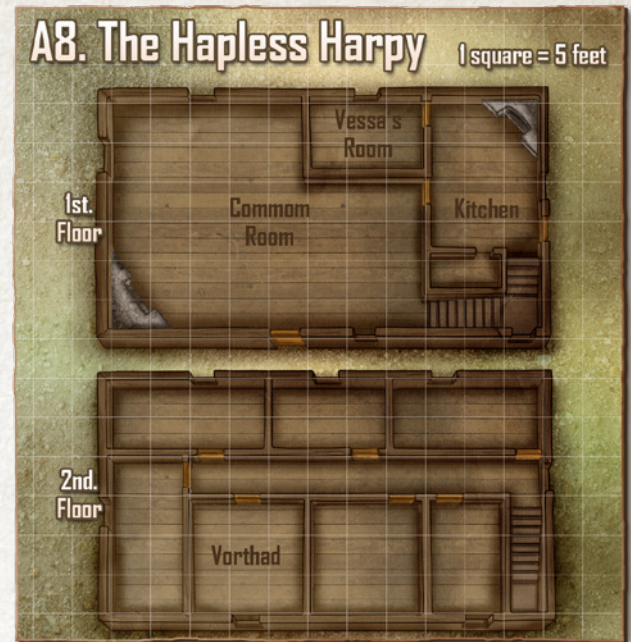 A8. The Hapless Harpy
1 square = 5 feet
Vessa's
Room
1st.
Floor
Commom
Room
Kitchen
2nd.
Floor
Vorthad